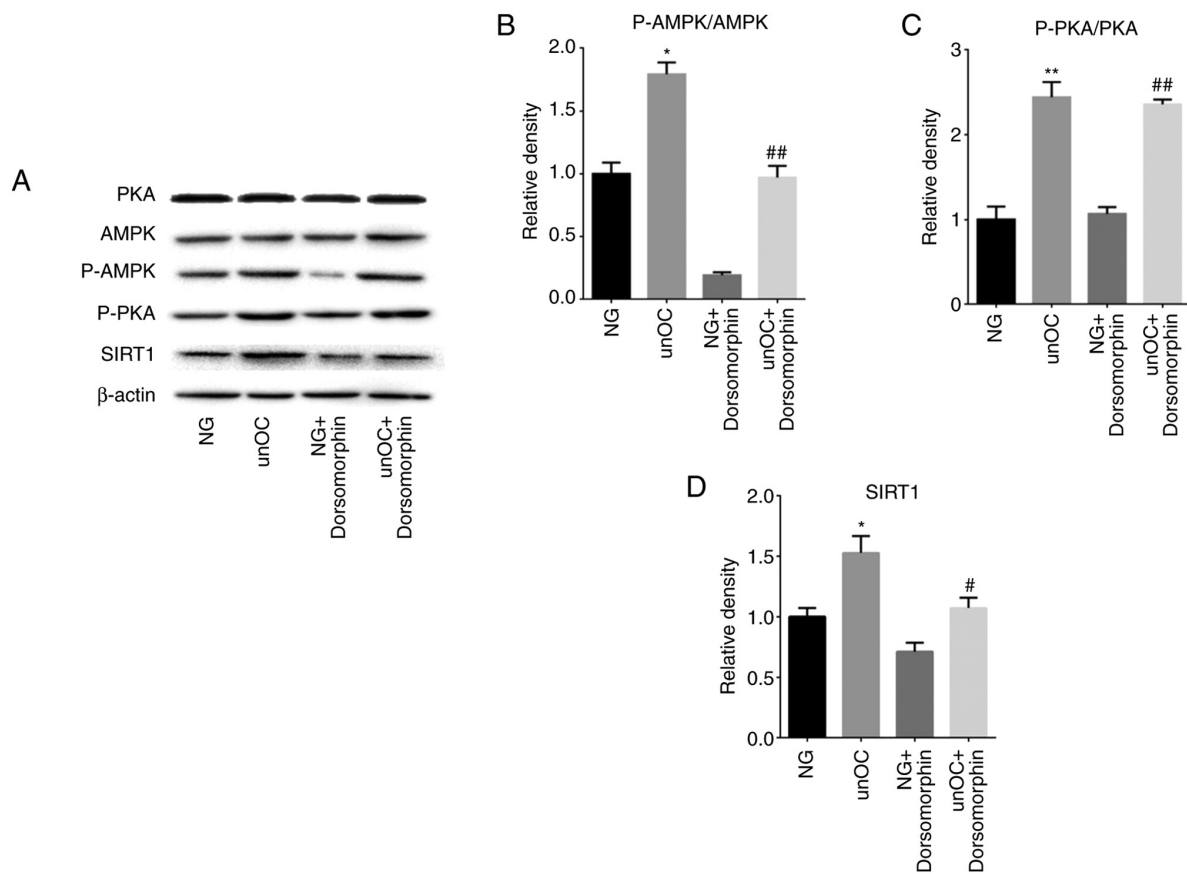 A
PKA
AMPK
P-AMPK
P-PKA
SIRT1
β-actin
NG
unOC
NG+
Dorsomorphin
unOC+
Dorsomorphin
B
P-AMPK/AMPK
Relative density
2.0
1.5
1.0
0.5
0.0
*
##
NG
unOC
NG+
Dorsomorphin
unOC+
Dorsomorphin
C
P-PKA/PKA
Relative density
3
2
1
0
**
##
NG
unOC
NG+
Dorsomorphin
unOC+
Dorsomorphin
D
SIRT1
Relative density
2.0
1.5
1.0
0.5
0.0
*
#
NG
unOC
NG+
Dorsomorphin
unOC+
Dorsomorphin